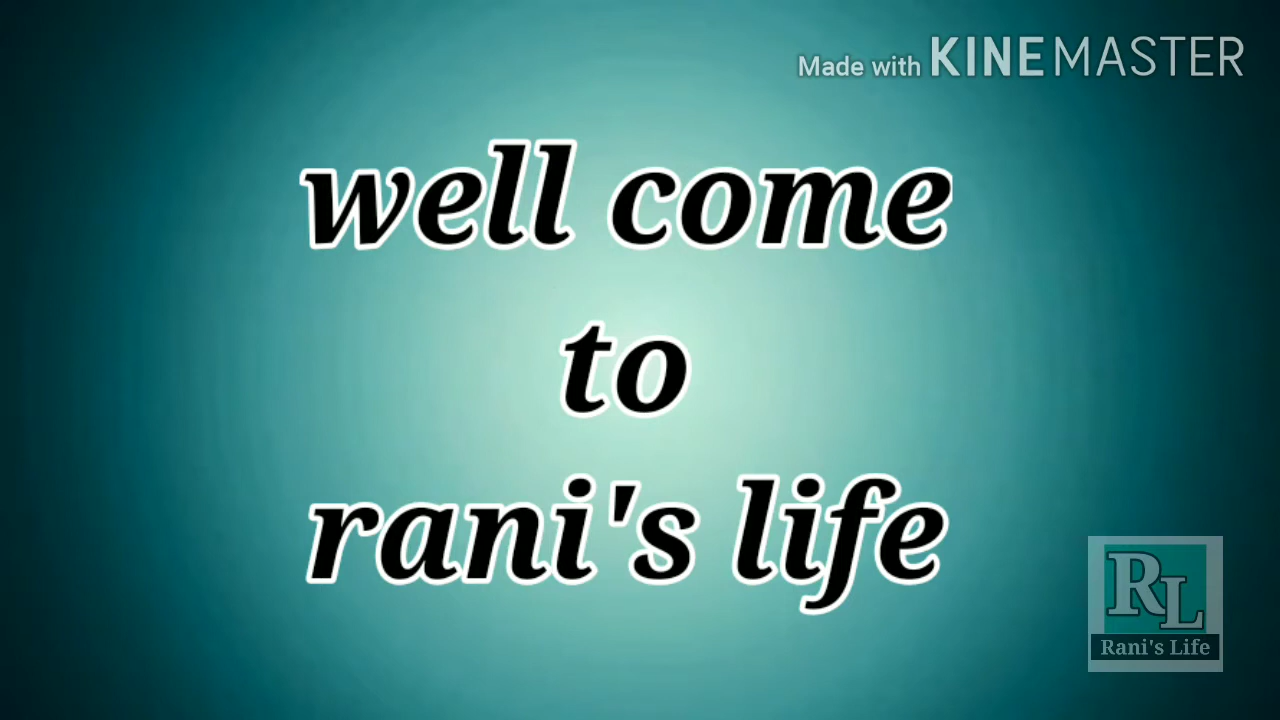 Made with KINEMASTER
well come
to
rani's life
RL
Rani's Life